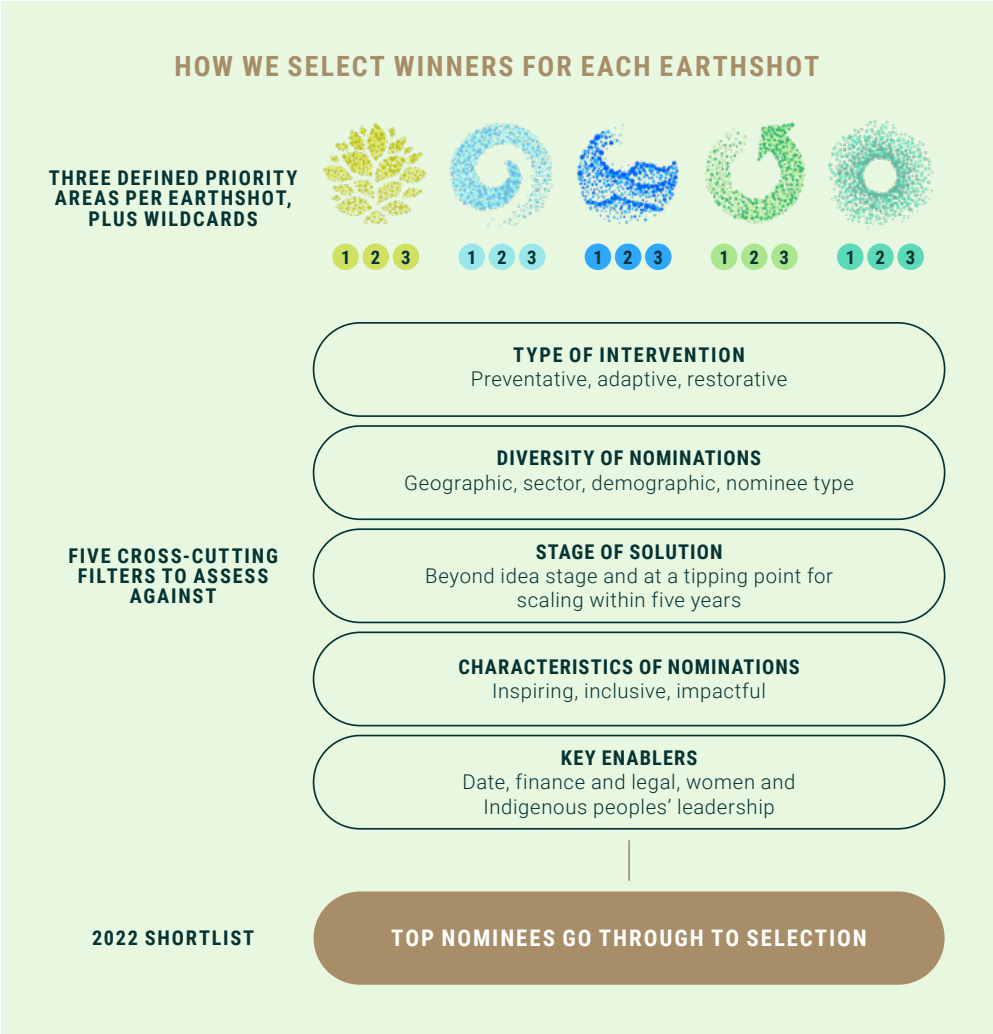 HOW WE SELECT WINNERS FOR EACH EARTHSHOT
THREE DEFINED PRIORITY
AREAS PER EARTHSHOT,
PLUS WILDCARDS
1 2 3 1 2 3 1 2 3 1 2 3 1 2 3
TYPE OF INTERVENTION
Preventative, adaptive, restorative
DIVERSITY OF NOMINATIONS
Geographic, sector, demographic, nominee type
FIVE CROSS-CUTTING
FILTERS TO ASSESS
AGAINST
STAGE OF SOLUTION
Beyond idea stage and at a tipping point for
scaling within five years
CHARACTERISTICS OF NOMINATIONS
Inspiring, inclusive, impactful
KEY ENABLERS
Date, finance and legal, women and
Indigenous peoples’ leadership
2022 SHORTLIST
TOP NOMINEES GO THROUGH TO SELECTION